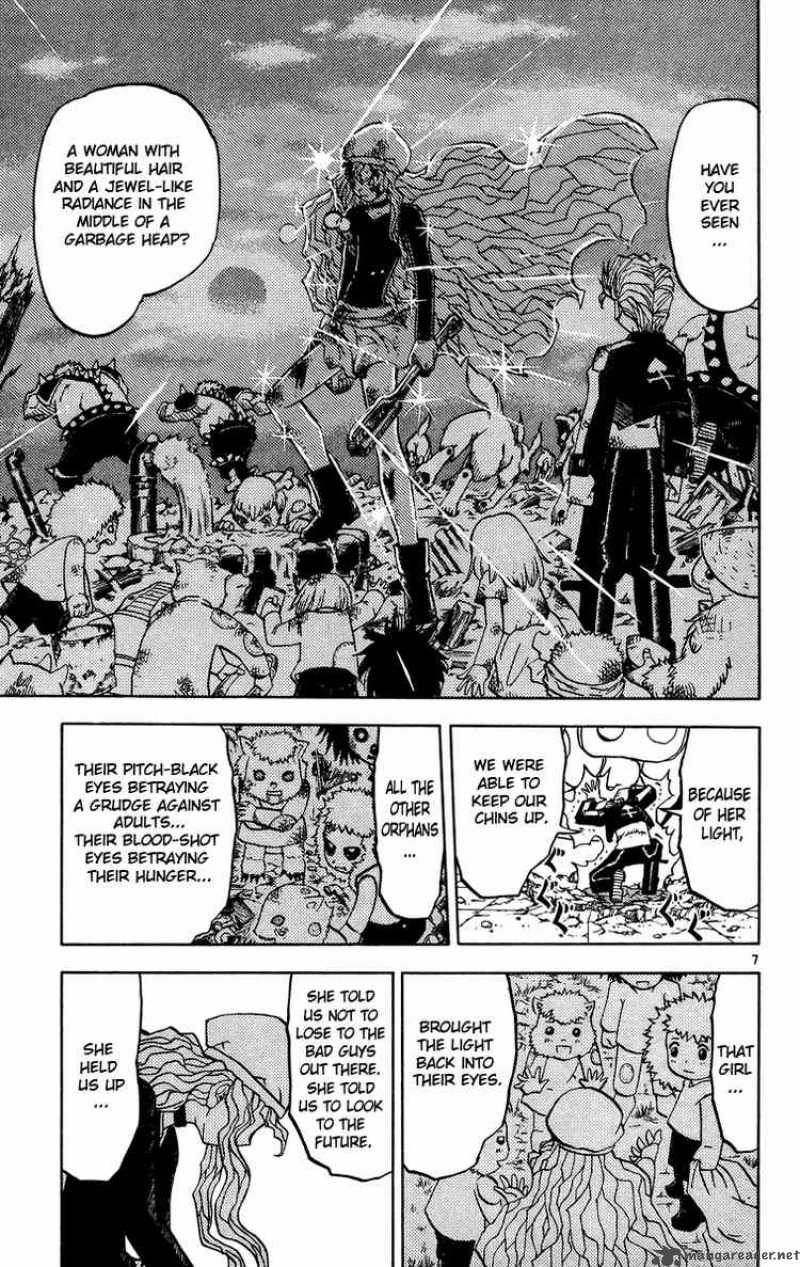 HAVE
YOU
EVER
SEEN
...
A WOMAN WITH
BEAUTIFUL HAIR
AND A JEWEL-LIKE
RADIANCE IN THE
MIDDLE OF A
GARBAGE HEAP?
BECAUSE
OF HER
LIGHT,
WE WERE
ABLE TO
KEEP OUR
CHINS UP.
ALL THE
OTHER
ORPHANS
...
THEIR PITCH-BLACK
EYES BETRAYING
A GRUDGE AGAINST
ADULTS...
THEIR BLOOD-SHOT
EYES BETRAYING
THEIR HUNGER...
7
THAT
GIRL
...
BROUGHT
THE LIGHT
BACK INTO
THEIR EYES.
SHE TOLD
US NOT TO
LOSE TO THE
BAD GUYS
OUT THERE.
SHE TOLD
US TO LOOK
TO THE
FUTURE.
SHE
HELD
US UP
...
mangareader.net